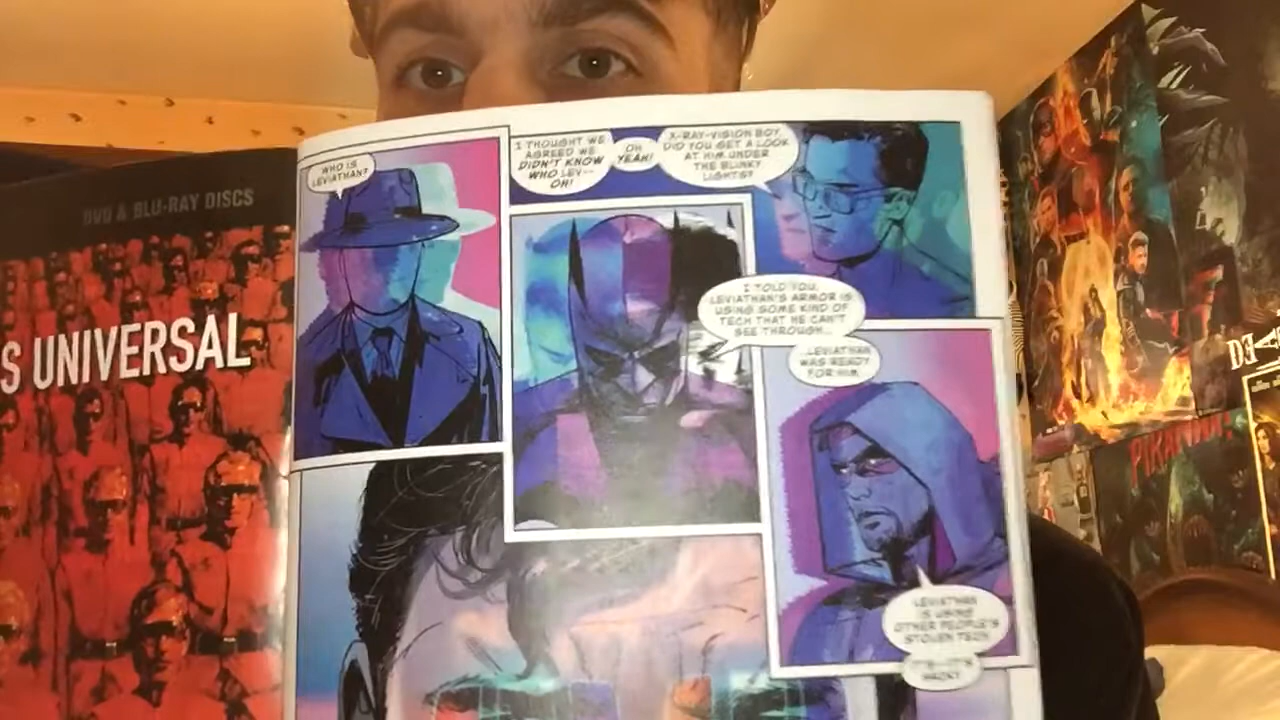 DVD & BLU-RAY DISCS
S UNIVERSAL
WHO IS
LEVIATHAN?
I THOUGHT WE
AGREED WE
DIDN'T KNOW
WHO LEV--
OH!
OH
YEAH!
X-RAY-VISION BOY,
DID YOU GET A LOOK
AT HIM UNDER
THE BLINKY
LIGHTS?
I TOLD YOU,
LEVIATHAN'S ARMOR IS
USING SOME KIND OF
TECH THAT HE CAN'T
SEE THROUGH...
...LEVIATHAN
WAS READY
FOR HIM.
LEVIATHAN
IS USING
OTHER PEOPLE'S
STOLEN TECH.
PIRANHA